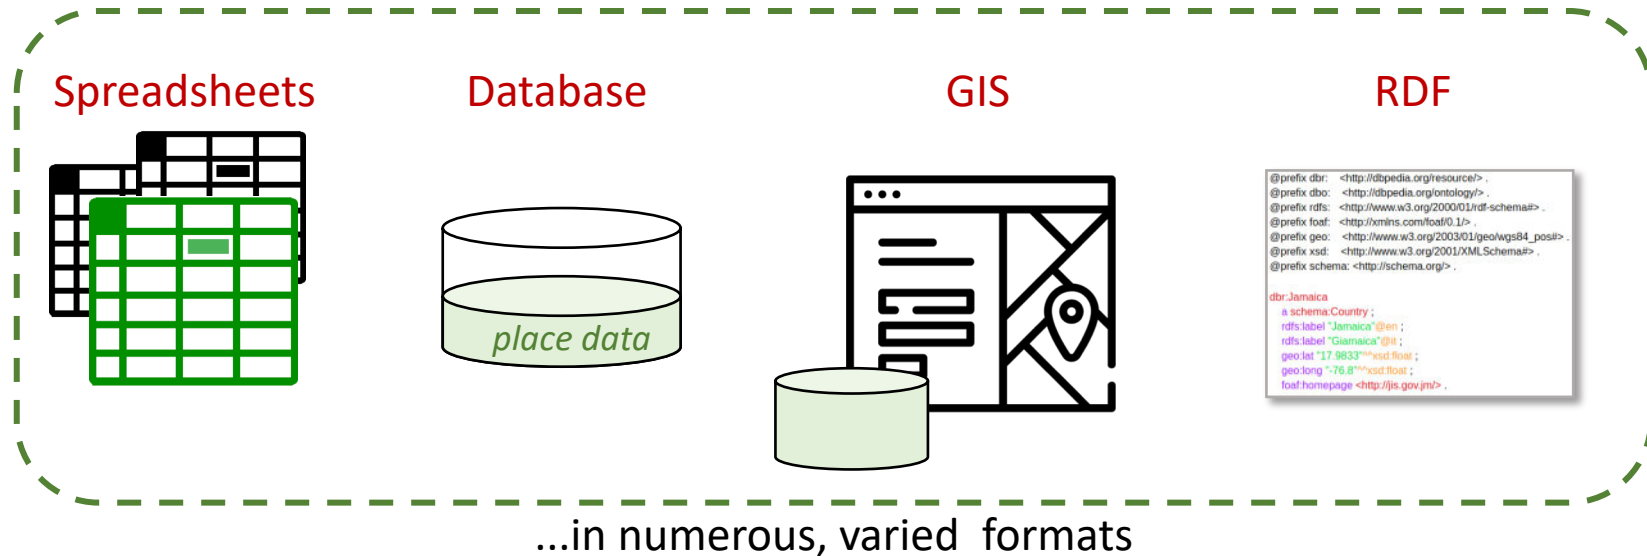 Spreadsheets
Database
GIS
RDF
place data
@prefix dbr: <http://dbpedia.org/resource/> .
@prefix dbo: <http://dbpedia.org/ontology/> .
@prefix rdfs: <http://www.w3.org/2000/01/rdf-schema#> .
@prefix foaf: <http://xmlns.com/foaf/0.1/> .
@prefix geo: <http://www.w3.org/2003/01/geo/wgs84_pos#> .
@prefix xsd: <http://www.w3.org/2001/XMLSchema#> .
@prefix schema: <http://schema.org/> .
dbr:Jamaica
a schema:Country ;
rdfs:label "Jamaica"@en ;
rdfs:label "Giamaica"@it ;
geo:lat "17.9833"^^xsd:float ;
geo:long "-76.8"^^xsd:float ;
foaf:homepage <http://jis.gov.jm/> .
...in numerous, varied formats